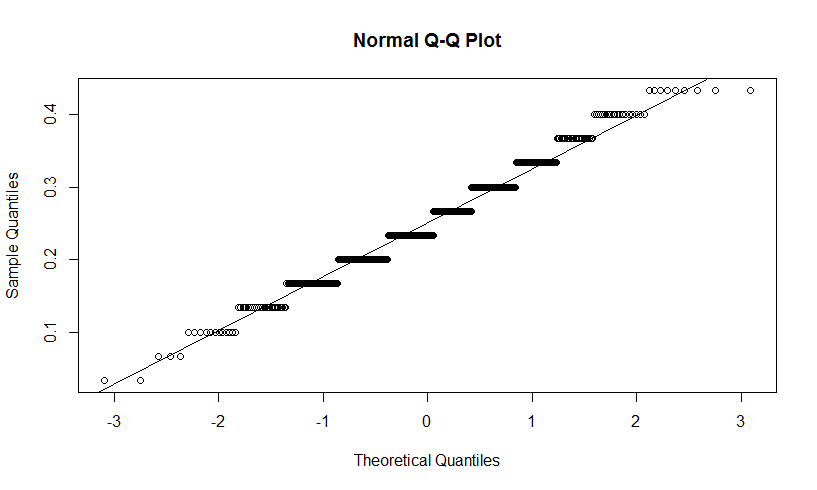 Normal Q-Q Plot
Sample Quantiles
0.4
0.3
0.2
0.1
-3 -2 -1 0 1 2 3
Theoretical Quantiles